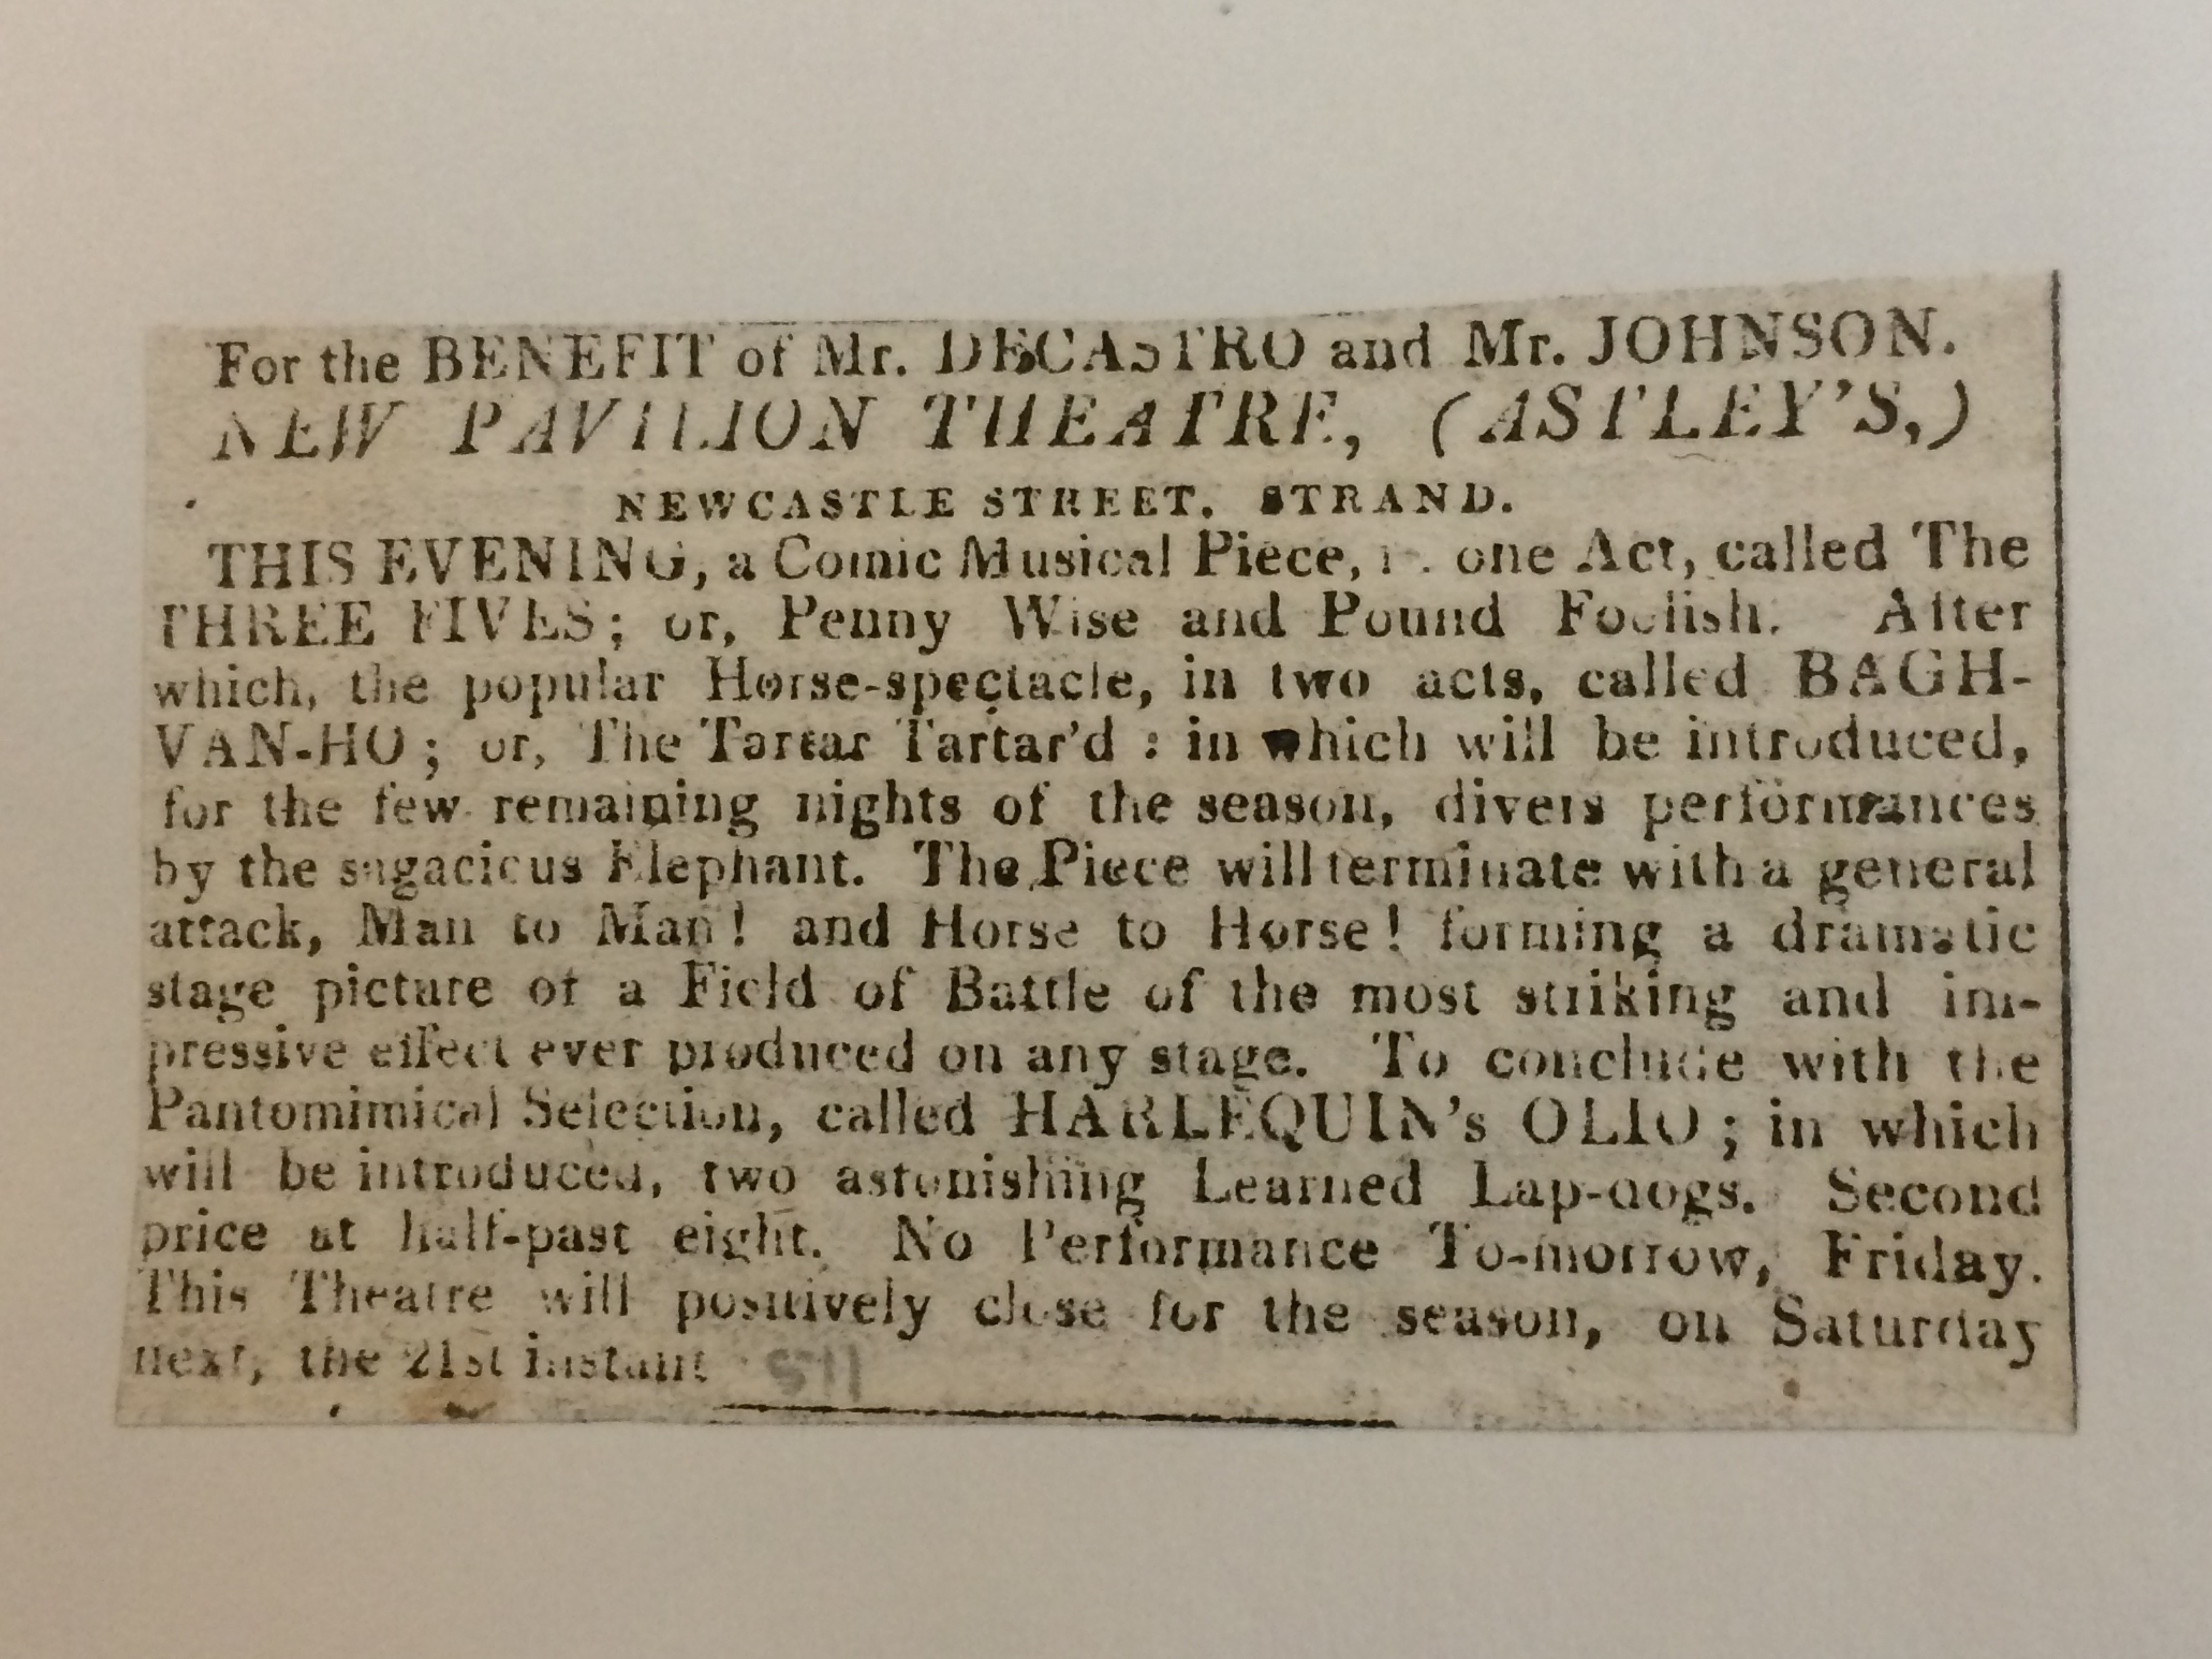 For the BENEFIT of Mr. DECASTRO and Mr. JOHNSON.
NEW PAVILION THEATRE, (ASTLEY'S,)
NEWCASTLE STREET. STRAND.
THIS EVENING, a Comic Musical Piece, in one Act, called The
THREE FIVES; or, Penny Wise and Pound Foolish. After
which, the popular Horse-spectacle, in two acts, called BAGH-
VAN-HO; or, The Tartar Tartar'd : in which will be introduced,
for the few remaining nights of the season, divers performances
by the sagacious Elephant. The Piece will terminate with a general
attack, Man to Man! and Horse to Horse! forming a dramatic
stage picture of a Field of Battle of the most striking and im-
pressive effect ever produced on any stage. To conclude with the
Pantomimical Selection, called HARLEQUIN's OLIO; in which
will be introduced, two astonishing Learned Lap-dogs. Second
price at half-past eight. No Performance To-morrow, Friday.
This Theatre will positively close for the season, on Saturday
next, the 21st instant